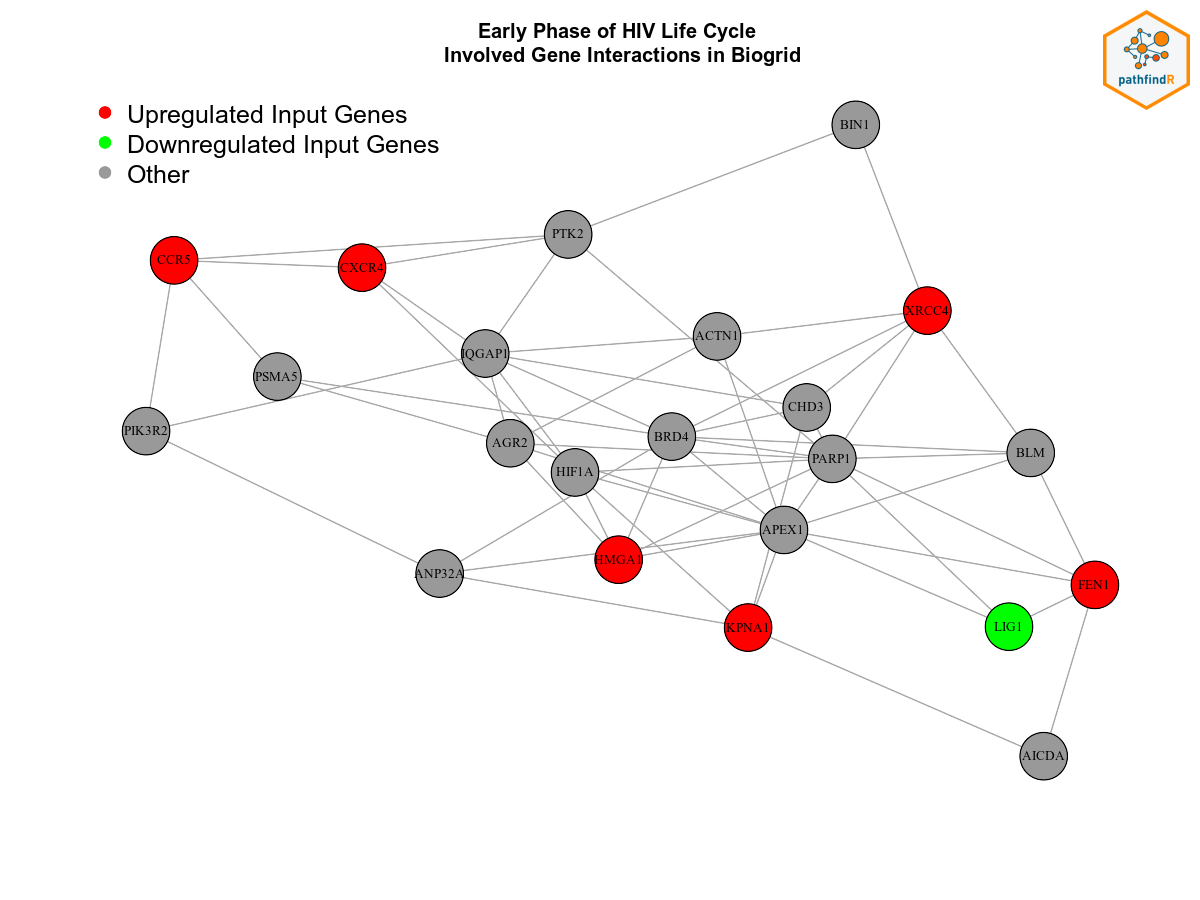 Early Phase of HIV Life Cycle
Involved Gene Interactions in Biogrid
pathfindR
Upregulated Input Genes
Downregulated Input Genes
Other
BIN1
PTK2
CCR5
CXCR4
XRCC4
ACTN1
IQGAP1
PSMA5
CHD3
PIK3R2
AGR2
BRD4
BLM
PARP1
HIF1A
APEX1
HMGA1
ANP32A
FEN1
KPNA1
LIG1
AICDA